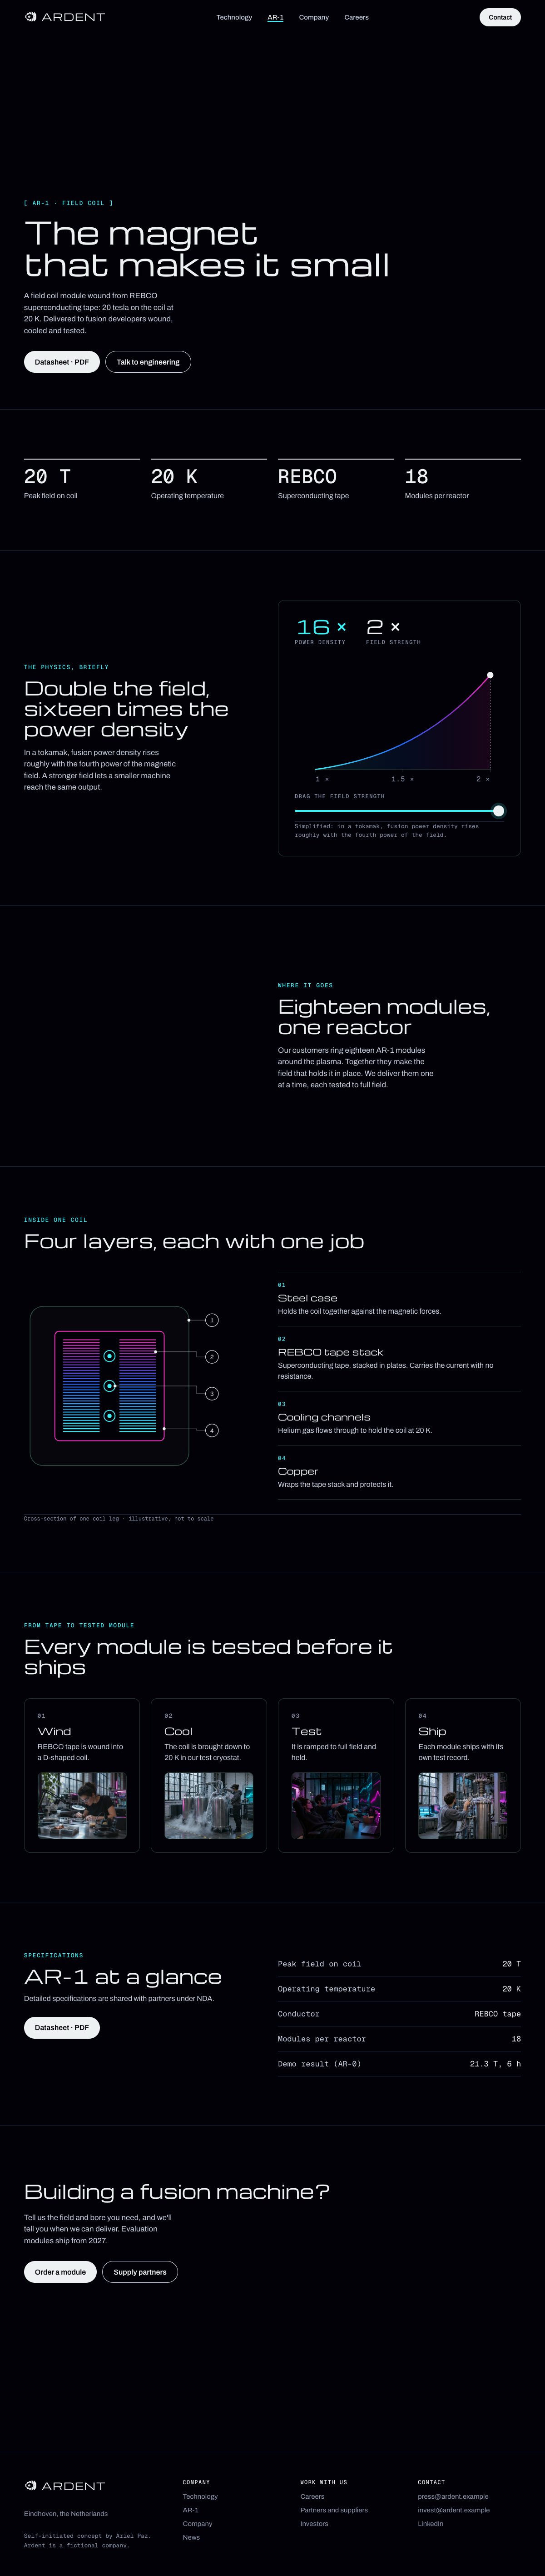 ARDENT
Technology
AR-1
Company
Careers
Contact
[ AR-1 · FIELD COIL ]
The magnet
that makes it small
A field coil module wound from REBCO
superconducting tape: 20 tesla on the coil at
20 K. Delivered to fusion developers wound,
cooled and tested.
Datasheet · PDF
Talk to engineering
20 T
Peak field on coil
20 K
Operating temperature
REBCO
Superconducting tape
18
Modules per reactor
THE PHYSICS, BRIEFLY
Double the field,
sixteen times the
power density
In a tokamak, fusion power density rises
roughly with the fourth power of the magnetic
field. A stronger field lets a smaller machine
reach the same output.
16 ×
POWER DENSITY
2 ×
FIELD STRENGTH
1 ×
1.5 ×
2 ×
DRAG THE FIELD STRENGTH
Simplified: in a tokamak, fusion power density rises
roughly with the fourth power of the field.
WHERE IT GOES
Eighteen modules,
one reactor
Our customers ring eighteen AR-1 modules
around the plasma. Together they make the
field that holds it in place. We deliver them one
at a time, each tested to full field.
INSIDE ONE COIL
Four layers, each with one job
1
2
3
4
01
Steel case
Holds the coil together against the magnetic forces.
02
REBCO tape stack
Superconducting tape, stacked in plates. Carries the current with no
resistance.
03
Cooling channels
Helium gas flows through to hold the coil at 20 K.
04
Copper
Wraps the tape stack and protects it.
Cross-section of one coil leg · illustrative, not to scale
FROM TAPE TO TESTED MODULE
Every module is tested before it
ships
01
Wind
REBCO tape is wound into
a D-shaped coil.
02
Cool
The coil is brought down to
20 K in our test cryostat.
03
Test
It is ramped to full field and
held.
04
Ship
Each module ships with its
own test record.
SPECIFICATIONS
AR-1 at a glance
Detailed specifications are shared with partners under NDA.
Datasheet · PDF
Peak field on coil 20 T
Operating temperature 20 K
Conductor REBCO tape
Modules per reactor 18
Demo result (AR-0) 21.3 T, 6 h
Building a fusion machine?
Tell us the field and bore you need, and we'll
tell you when we can deliver. Evaluation
modules ship from 2027.
Order a module
Supply partners
ARDENT
Eindhoven, the Netherlands
Self-initiated concept by Ariel Paz.
Ardent is a fictional company.
COMPANY
Technology
AR-1
Company
News
WORK WITH US
Careers
Partners and suppliers
Investors
CONTACT
press@ardent.example
invest@ardent.example
LinkedIn